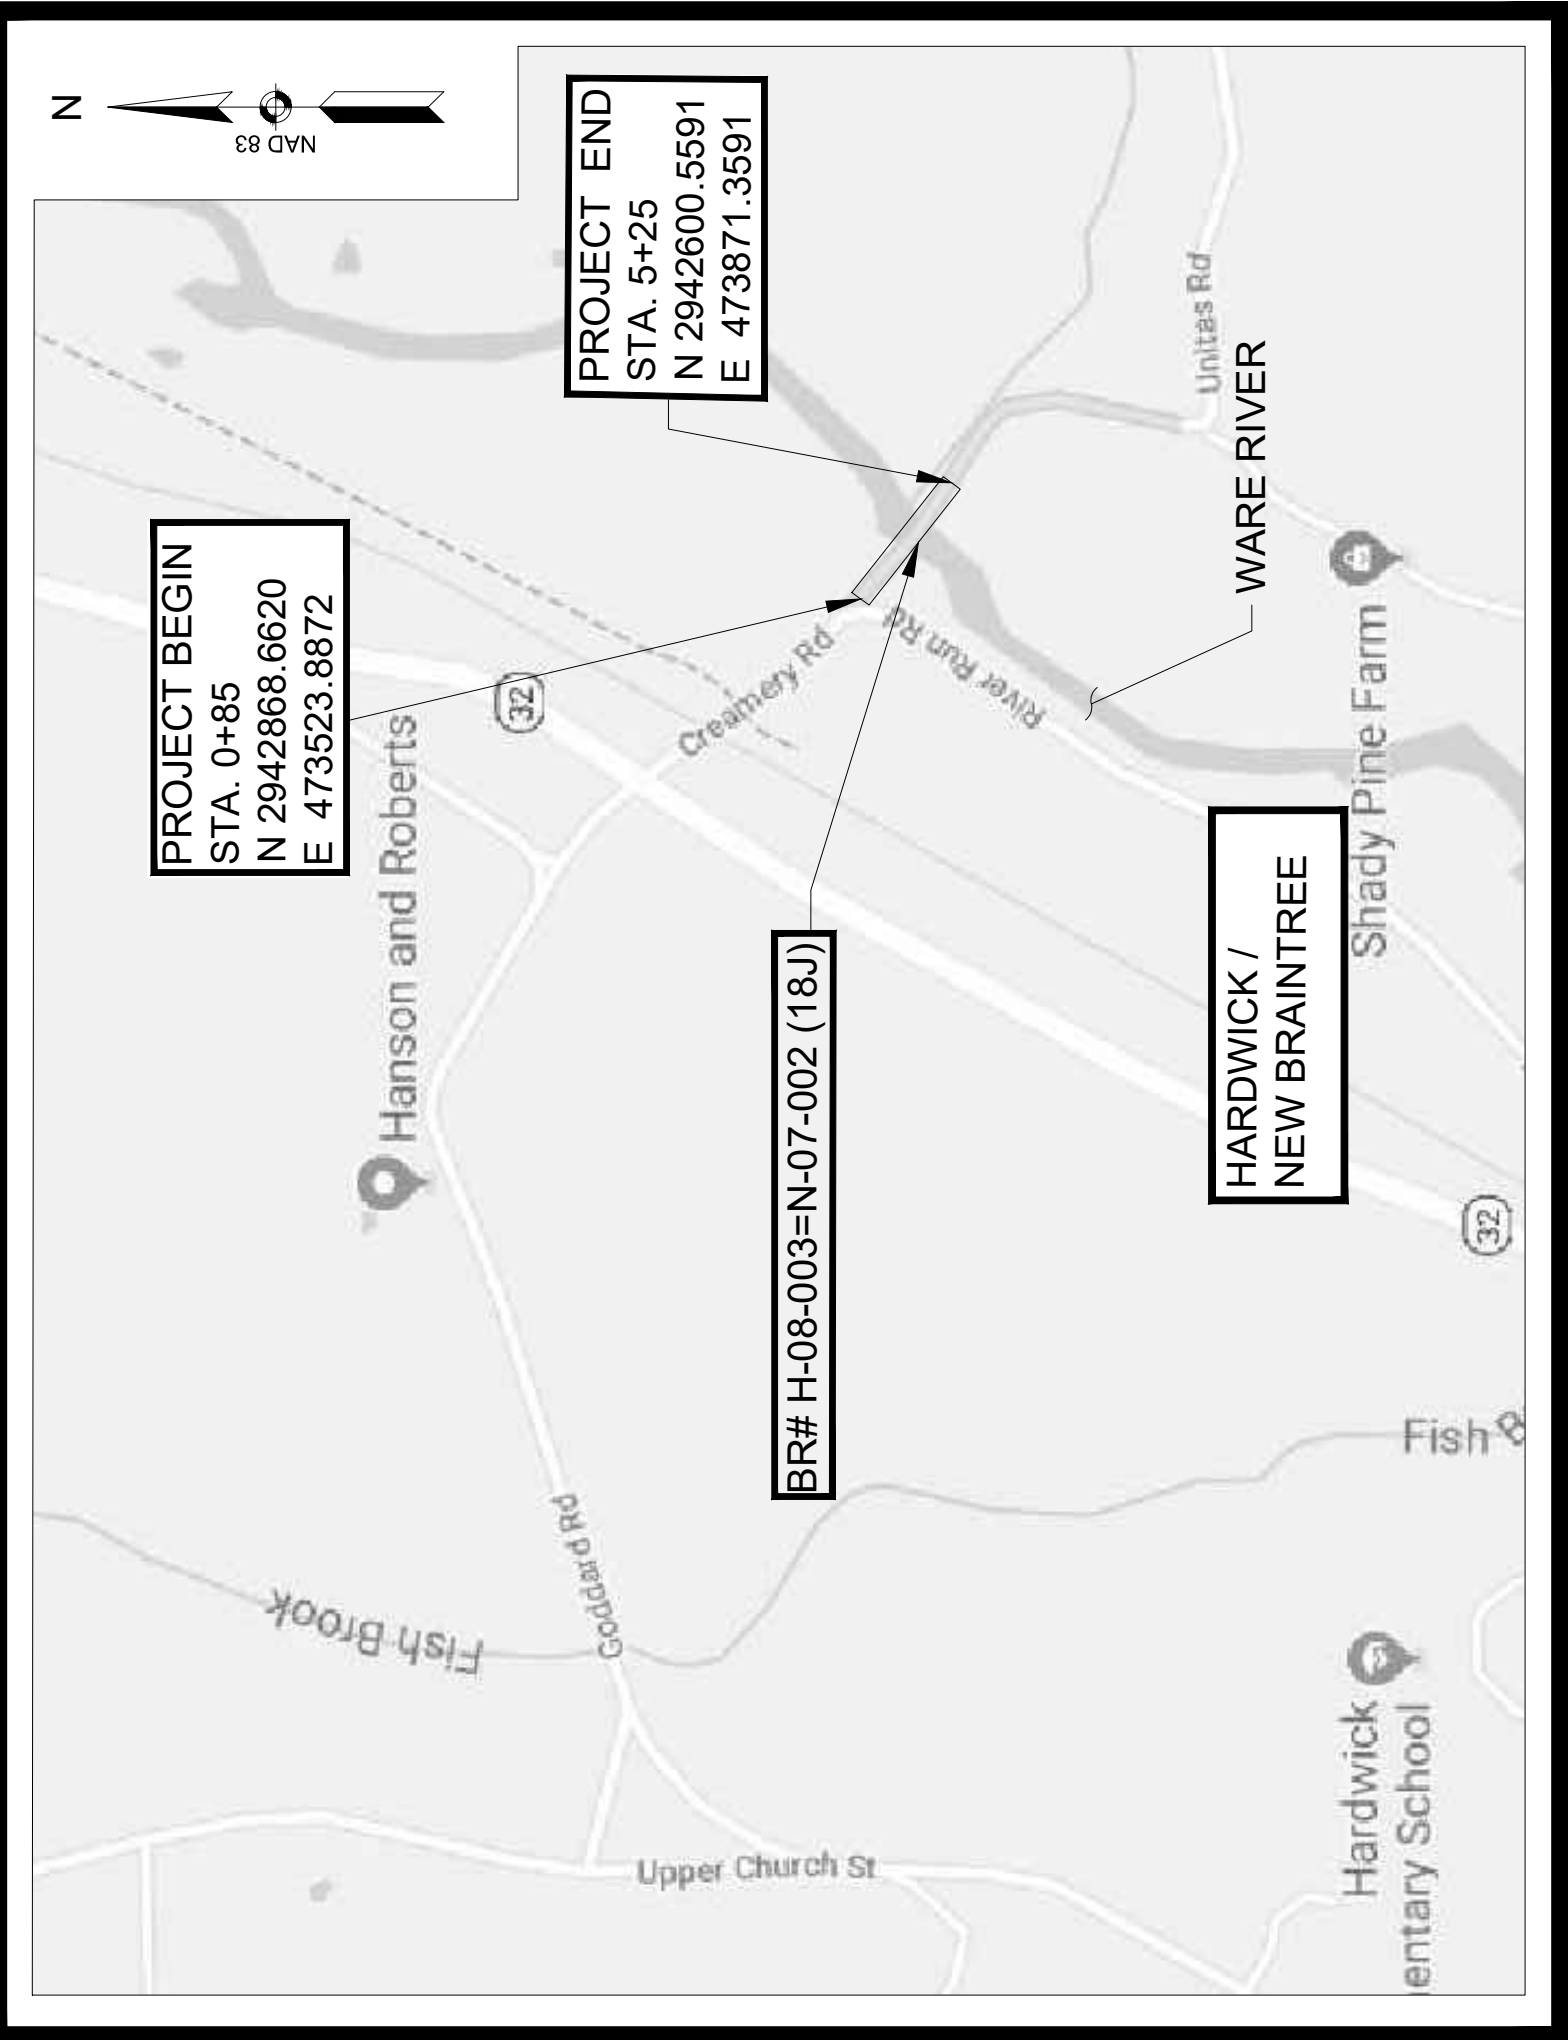 N
NAD 83
PROJECT BEGIN
STA. 0+85
N 2942868.6620
E 473523.8872
PROJECT END
STA. 5+25
N 2942600.5591
E 473871.3591
Hanson and Roberts
32
Creamery Rd
River Run Rd
Unitas Rd
WARE RIVER
BR# H-08-003=N-07-002 (18J)
HARDWICK /
NEW BRAINTREE
Shady Pine Farm
32
Fish Brook
Goddard Rd
Fish B
Upper Church St
Hardwick
entary School